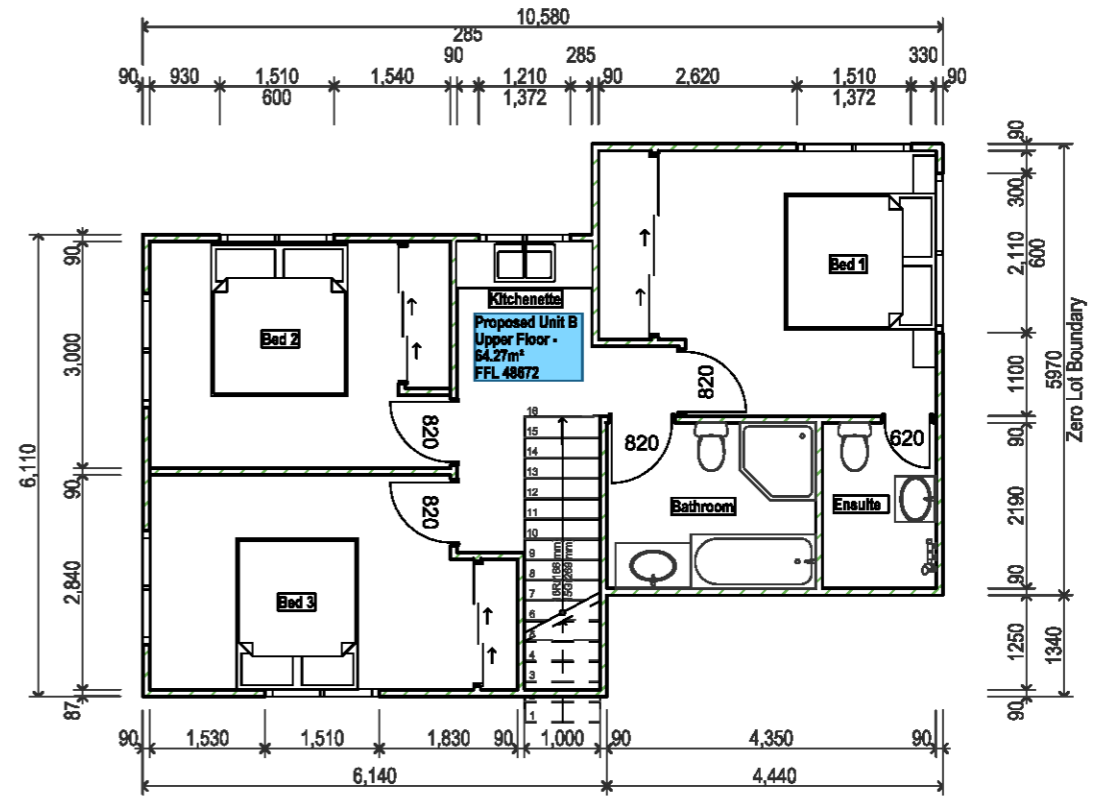 10,580
285
90 285 330
90 930 1,510 1,540 1,210 90 2,620 1,510 90
600 1,372 1,372
90
300
2,110
600
1100
5970
Zero Lot Boundary
90
2190
90
1250
1340
90
6,110
90
3,000
90
2,840
87
Bed 1
Bed 2
Kitchenette
Proposed Unit B
Upper Floor -
64.27m²
FFL 48672
820
820
820
820
620
16
15
14
13
12
11
10
9
8
7
6
5
4
3
1
Bathroom
Ensuite
Bed 3
90 1,530 1,510 1,830 90 1,000 90 4,350 90
6,140 4,440